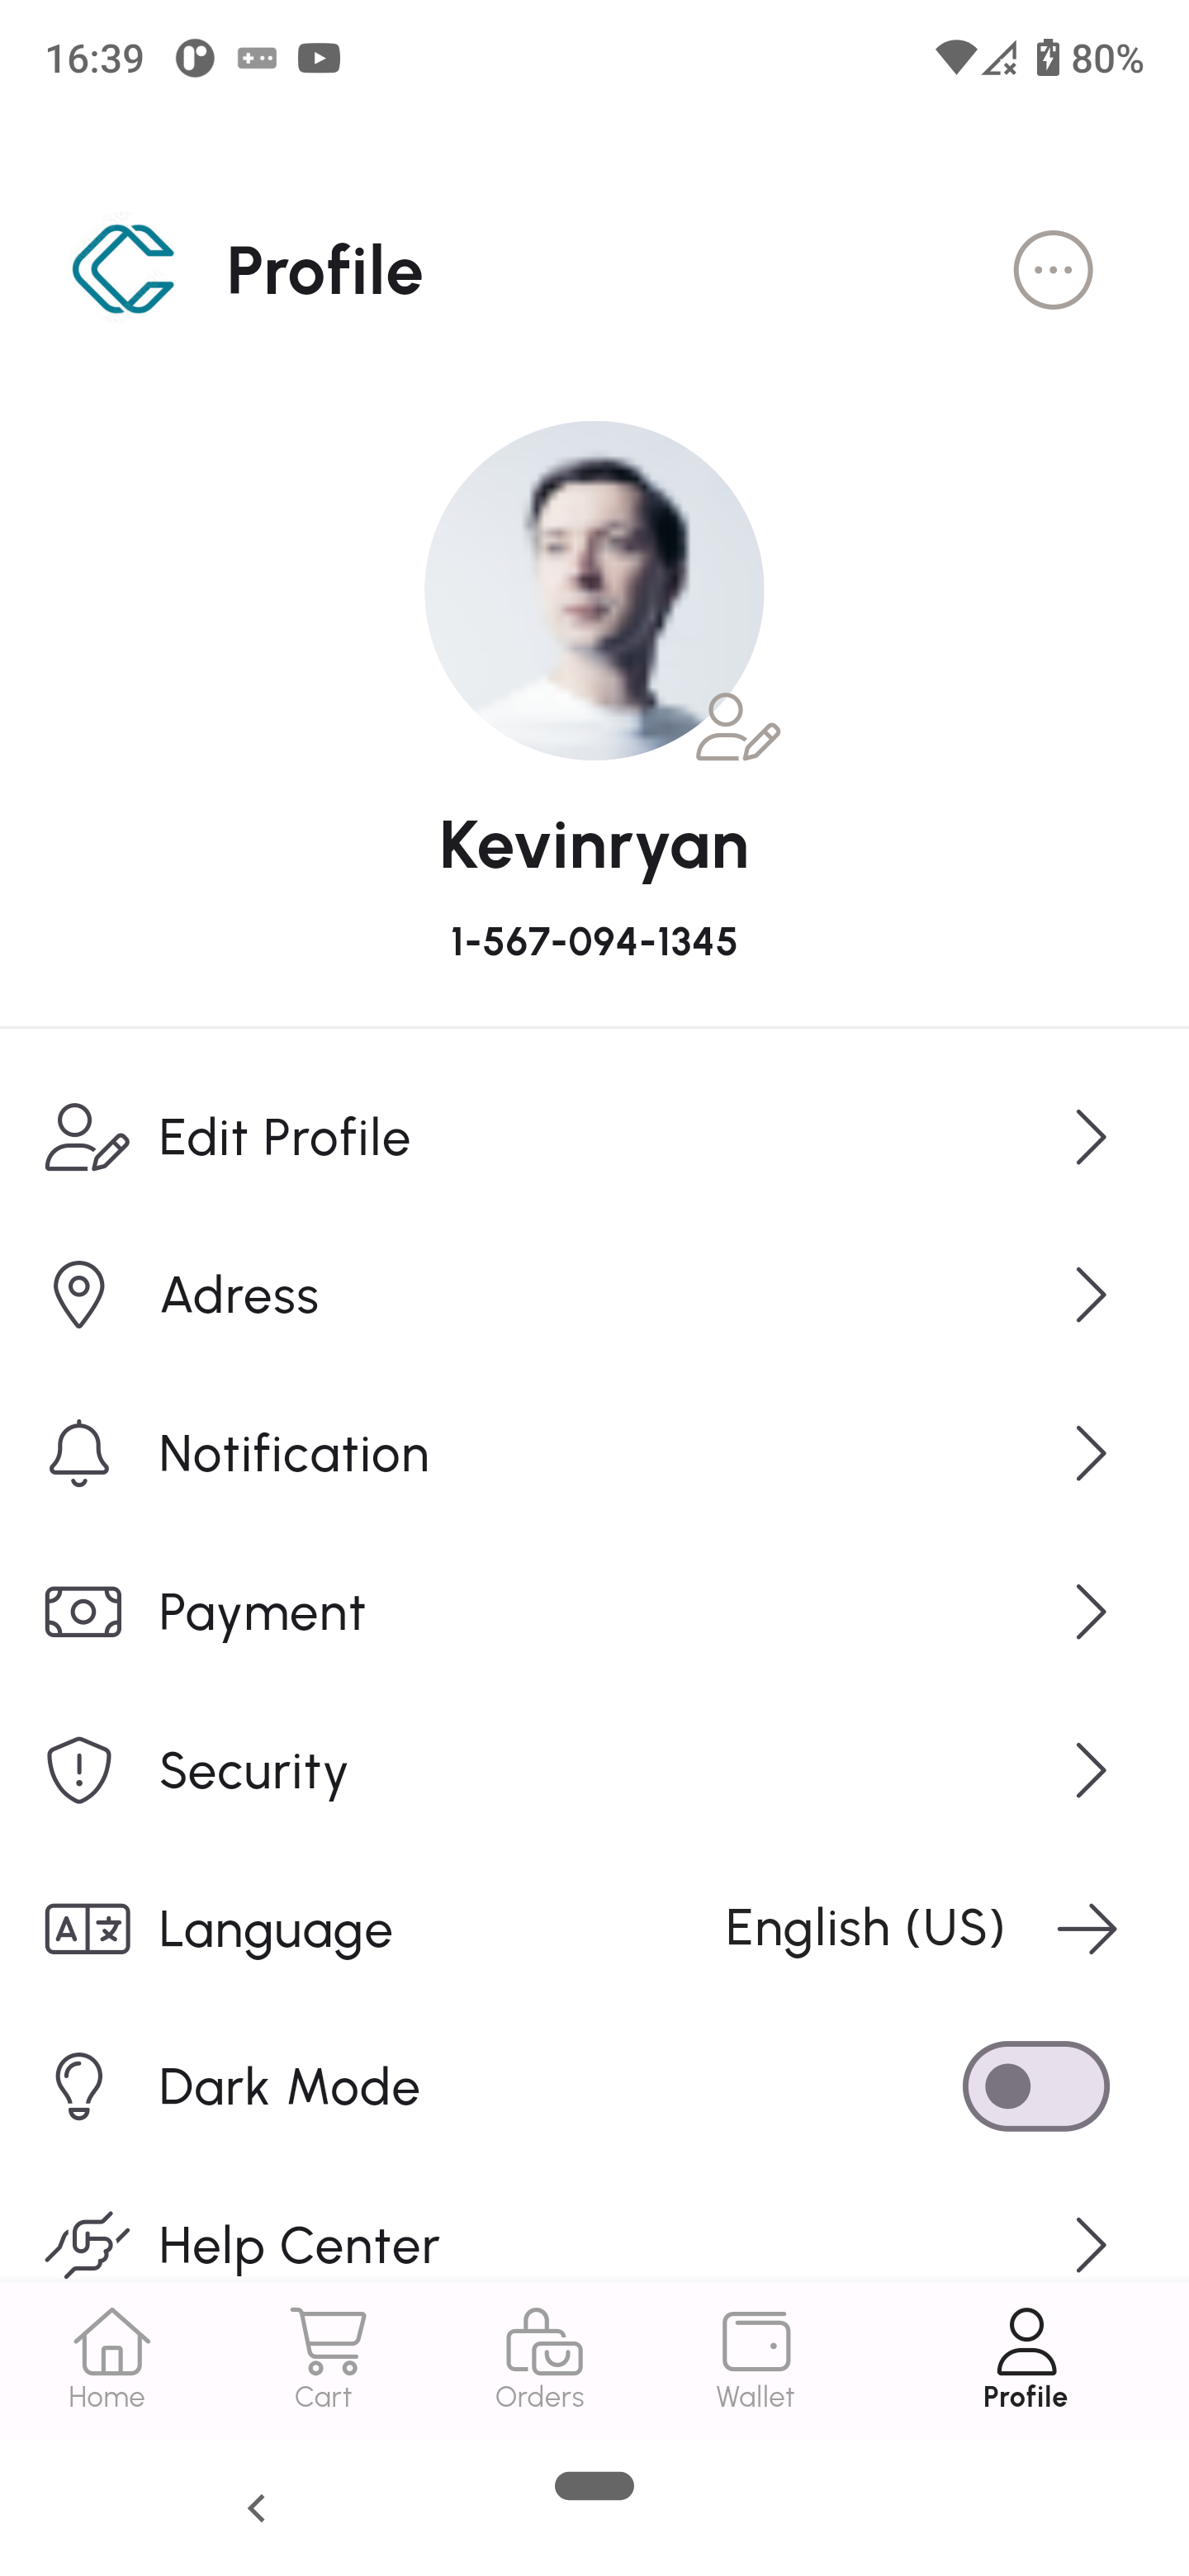 16:39 80%
Profile
Kevinryan
1-567-094-1345
Edit Profile
Adress
Notification
Payment
Security
Language English (US)
Dark Mode
Help Center
Home Cart Orders Wallet Profile